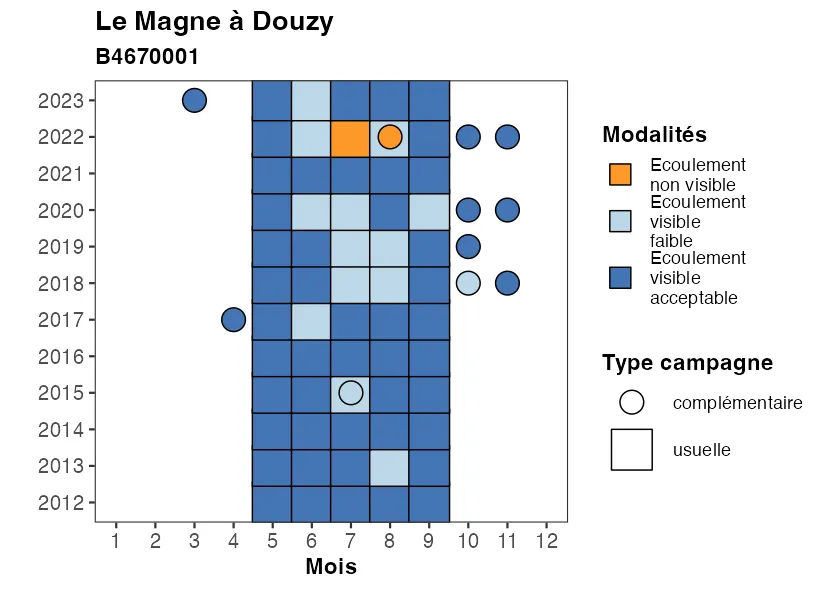 Le Magne à Douzy
B4670001
2023
2022
2021
2020
2019
2018
2017
2016
2015
2014
2013
2012
1 2 3 4 5 6 7 8 9 10 11 12
Mois
Modalités
Ecoulement
non visible
Ecoulement
visible
faible
Ecoulement
visible
acceptable
Type campagne
complémentaire
usuelle